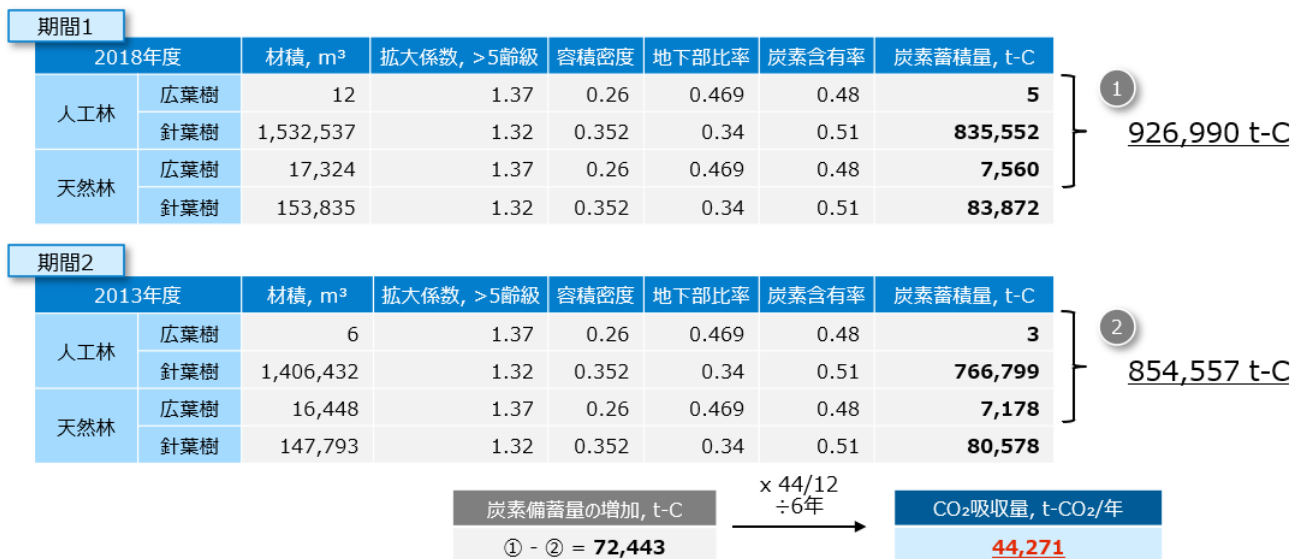 期間1
2018年度 材積, m³ 拡大係数, >5齢級 容積密度 地下部比率 炭素含有率 炭素蓄積量, t-C
人工林 広葉樹 12 1.37 0.26 0.469 0.48 5
針葉樹 1,532,537 1.32 0.352 0.34 0.51 835,552
天然林 広葉樹 17,324 1.37 0.26 0.469 0.48 7,560
針葉樹 153,835 1.32 0.352 0.34 0.51 83,872
1
926,990 t-C
期間2
2013年度 材積, m³ 拡大係数, >5齢級 容積密度 地下部比率 炭素含有率 炭素蓄積量, t-C
人工林 広葉樹 6 1.37 0.26 0.469 0.48 3
針葉樹 1,406,432 1.32 0.352 0.34 0.51 766,799
天然林 広葉樹 16,448 1.37 0.26 0.469 0.48 7,178
針葉樹 147,793 1.32 0.352 0.34 0.51 80,578
2
854,557 t-C
炭素備蓄量の増加, t-C
① - ② = 72,443
x 44/12
÷6年
CO₂吸収量, t-CO₂/年
44,271